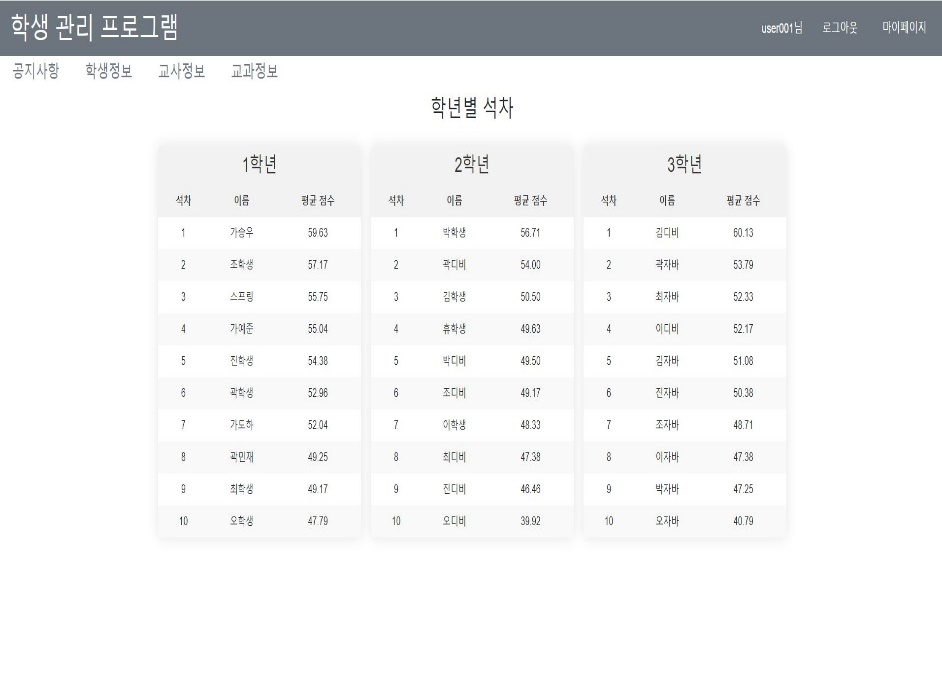 학생 관리 프로그램
user001님 로그아웃 마이페이지
공지사항 학생정보 교사정보 교과정보
학년별 석차
1학년
석차 이름 평균 점수
1 가승우 59.63
2 조학생 57.17
3 스프링 55.75
4 가예준 55.04
5 진학생 54.38
6 곽학생 52.96
7 가도하 52.04
8 곽민재 49.25
9 최학생 49.17
10 오학생 47.79
2학년
석차 이름 평균 점수
1 박학생 56.71
2 곽디비 54.00
3 김학생 50.50
4 휴학생 49.63
5 박디비 49.50
6 조디비 49.17
7 이학생 48.33
8 최디비 47.38
9 진디비 46.46
10 오디비 39.92
3학년
석차 이름 평균 점수
1 김디비 60.13
2 곽자바 53.79
3 최자바 52.33
4 이디비 52.17
5 김자바 51.08
6 진자바 50.38
7 조자바 48.71
8 이자바 47.38
9 박자바 47.25
10 오자바 40.79